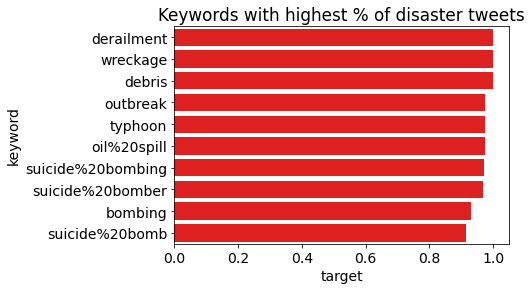 Keywords with highest % of disaster tweets
keyword
derailment
wreckage
debris
outbreak
typhoon
oil%20spill
suicide%20bombing
suicide%20bomber
bombing
suicide%20bomb
0.0 0.2 0.4 0.6 0.8 1.0
target